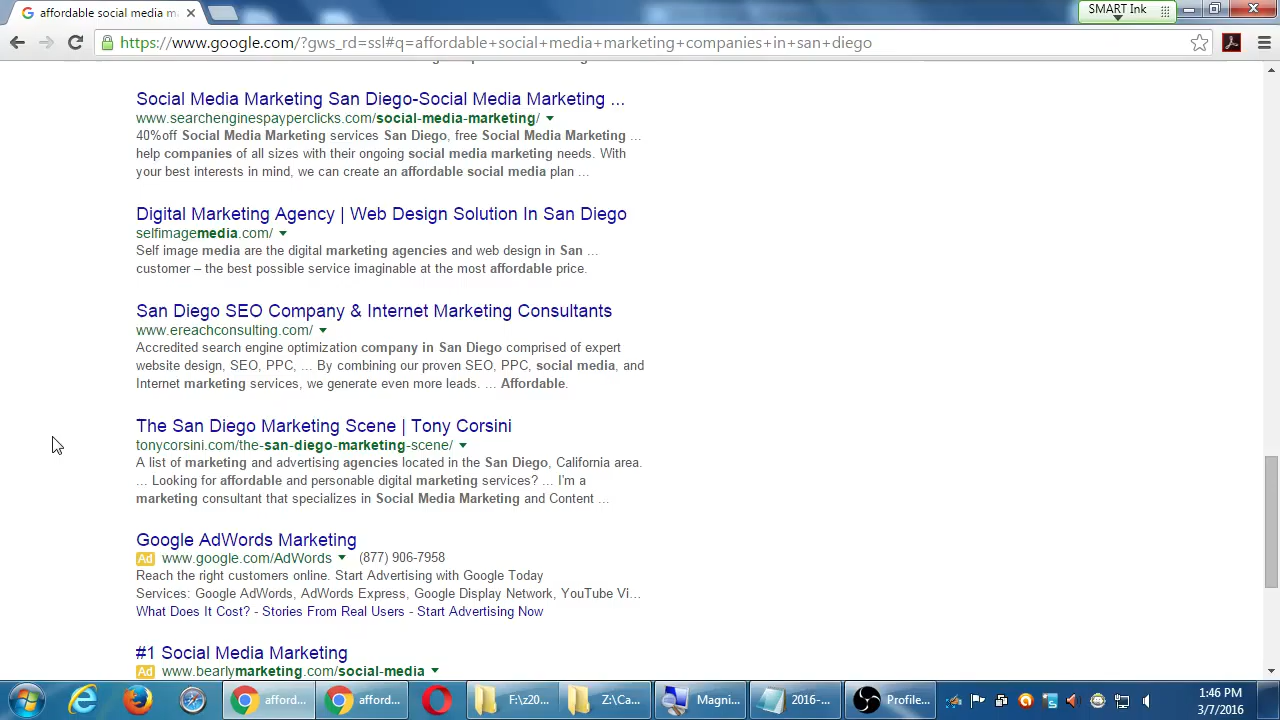 affordable social media m
SMART Ink
https://www.google.com/?gws_rd=ssl#q=affordable+social+media+marketing+companies+in+san+diego
Social Media Marketing San Diego-Social Media Marketing ...
www.searchenginespayperclicks.com/social-media-marketing/
40%off Social Media Marketing services San Diego, free Social Media Marketing ...
help companies of all sizes with their ongoing social media marketing needs. With
your best interests in mind, we can create an affordable social media plan ...
Digital Marketing Agency | Web Design Solution In San Diego
selfimagemedia.com/
Self image media are the digital marketing agencies and web design in San ...
customer – the best possible service imaginable at the most affordable price.
San Diego SEO Company & Internet Marketing Consultants
www.ereachconsulting.com/
Accredited search engine optimization company in San Diego comprised of expert
website design, SEO, PPC, ... By combining our proven SEO, PPC, social media, and
Internet marketing services, we generate even more leads. ... Affordable.
The San Diego Marketing Scene | Tony Corsini
tonycorsini.com/the-san-diego-marketing-scene/
A list of marketing and advertising agencies located in the San Diego, California area.
... Looking for affordable and personable digital marketing services? ... I'm a
marketing consultant that specializes in Social Media Marketing and Content ...
Google AdWords Marketing
Ad www.google.com/AdWords (877) 906-7958
Reach the right customers online. Start Advertising with Google Today
Services: Google AdWords, AdWords Express, Google Display Network, YouTube Vi...
What Does It Cost? - Stories From Real Users - Start Advertising Now
#1 Social Media Marketing
Ad www.bearlymarketing.com/social-media
afford... afford... F:\z20... Z:\Ca... Magni... 2016-... Profile... 1:46 PM
3/7/2016